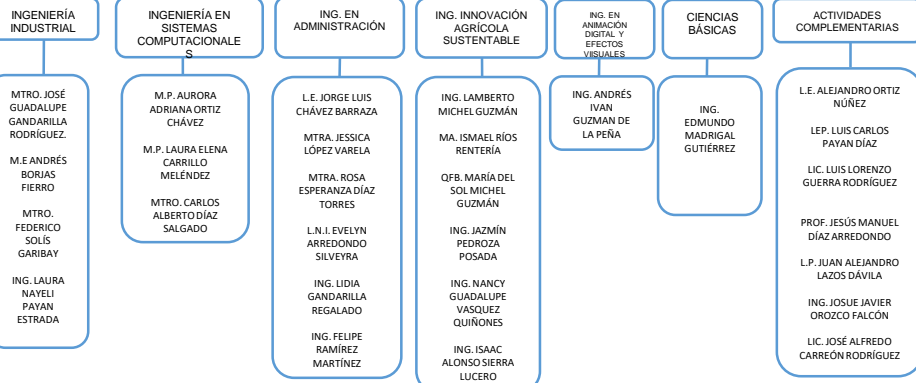 INGENIERÍA
INDUSTRIAL
MTRO. JOSÉ
GUADALUPE
GANDARILLA
RODRÍGUEZ.
M.E ANDRÉS
BORJAS
FIERRO
MTRO.
FEDERICO
SOLÍS
GARIBAY
ING. LAURA
NAYELI
PAYAN
ESTRADA
INGENIERÍA EN
SISTEMAS
COMPUTACIONALE
S
M.P. AURORA
ADRIANA ORTIZ
CHÁVEZ
M.P. LAURA ELENA
CARRILLO
MELÉNDEZ
MTRO. CARLOS
ALBERTO DÍAZ
SALGADO
ING. EN
ADMINISTRACIÓN
L.E. JORGE LUIS
CHÁVEZ BARRAZA
MTRA. JESSICA
LÓPEZ VARELA
MTRA. ROSA
ESPERANZA DÍAZ
TORRES
L.N.I. EVELYN
ARREDONDO
SILVEYRA
ING. LIDIA
GANDARILLA
REGALADO
ING. FELIPE
RAMÍREZ
MARTÍNEZ
ING. INNOVACIÓN
AGRÍCOLA
SUSTENTABLE
ING. LAMBERTO
MICHEL GUZMÁN
MA. ISMAEL RÍOS
RENTERÍA
QFB. MARÍA DEL
SOL MICHEL
GUZMÁN
ING. JAZMÍN
PEDROZA
POSADA
ING. NANCY
GUADALUPE
VASQUEZ
QUIÑONES
ING. ISAAC
ALONSO SIERRA
LUCERO
ING. EN
ANIMACIÓN
DIGITAL Y
EFECTOS
VIISUALES
ING. ANDRÉS
IVAN
GUZMAN DE
LA PEÑA
CIENCIAS
BÁSICAS
ING.
EDMUNDO
MADRIGAL
GUTIÉRREZ
ACTIVIDADES
COMPLEMENTARIAS
L.E. ALEJANDRO ORTIZ
NÚÑEZ
LEP. LUIS CARLOS
PAYAN DÍAZ
LIC. LUIS LORENZO
GUERRA RODRÍGUEZ
PROF. JESÚS MANUEL
DÍAZ ARREDONDO
L.P. JUAN ALEJANDRO
LAZOS DÁVILA
ING. JOSUE JAVIER
OROZCO FALCÓN
LIC. JOSÉ ALFREDO
CARREÓN RODRÍGUEZ